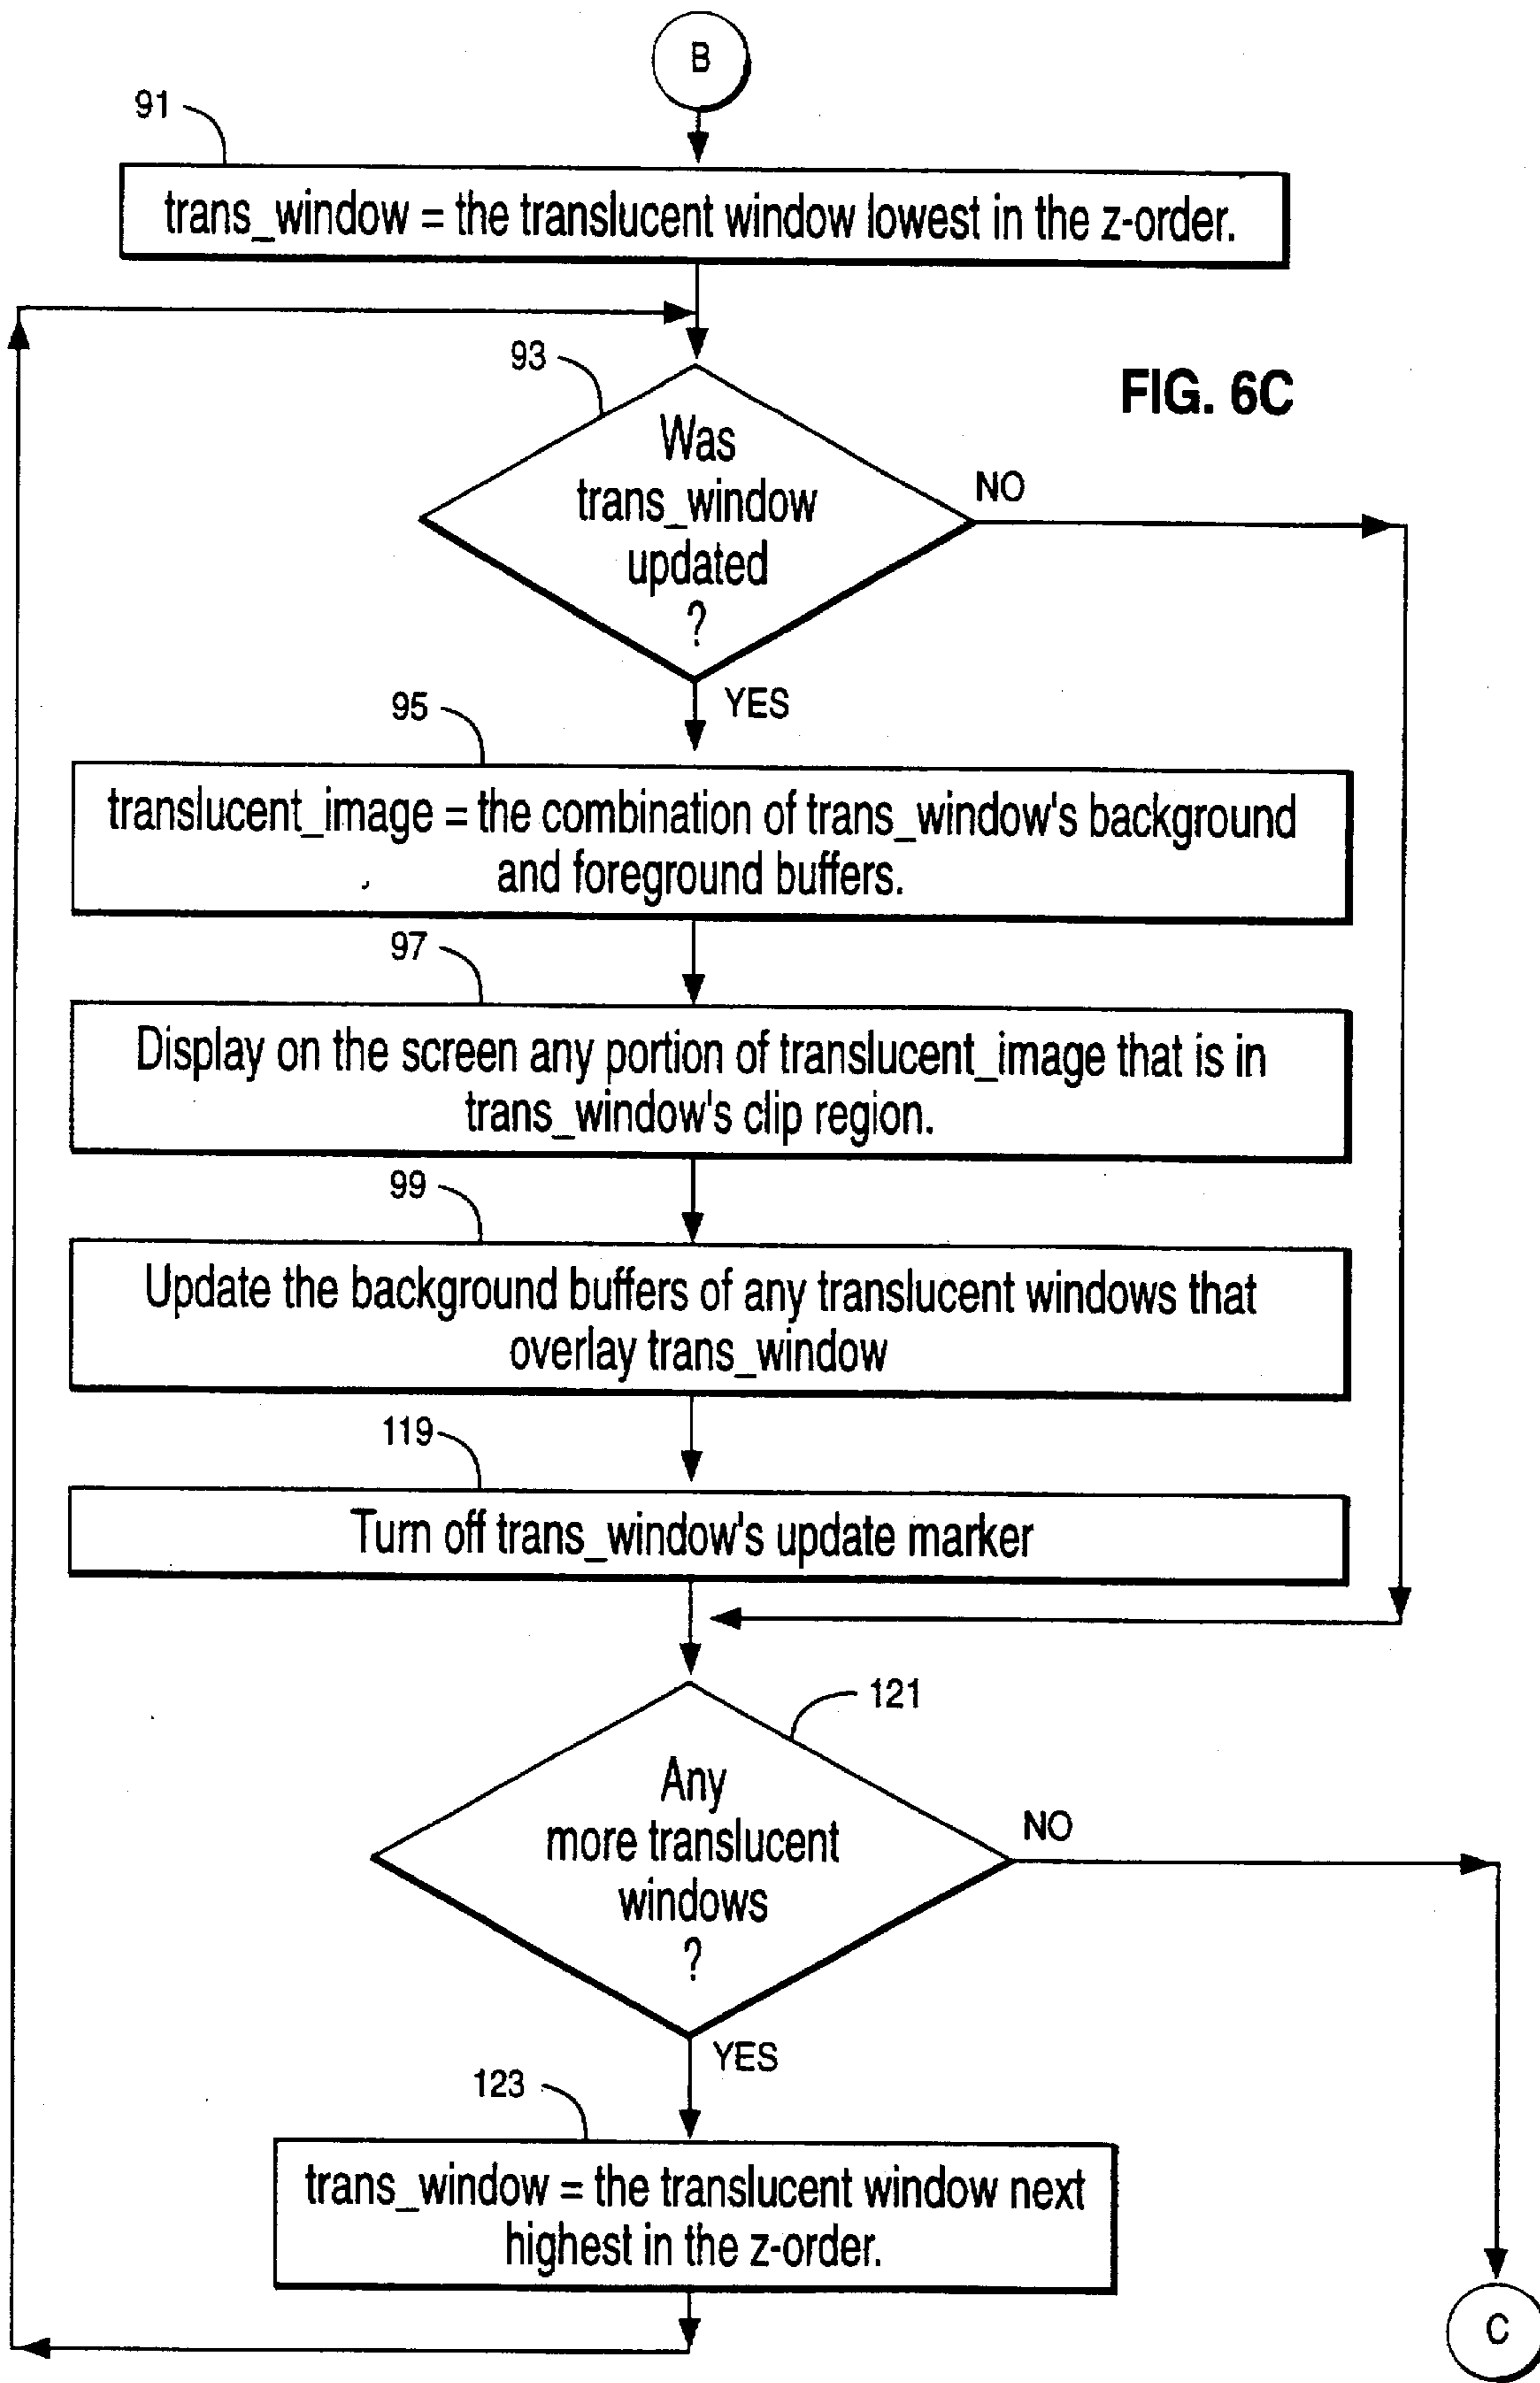 B
91
trans_window = the translucent window lowest in the z-order.
93
FIG. 6C
Was
trans_window
updated
?
NO
YES
95
translucent_image = the combination of trans_window's background
and foreground buffers.
97
Display on the screen any portion of translucent_image that is in
trans_window's clip region.
99
Update the background buffers of any translucent windows that
overlay trans_window
119
Turn off trans_window's update marker
121
Any
more translucent
windows
?
NO
YES
123
trans_window = the translucent window next
highest in the z-order.
C